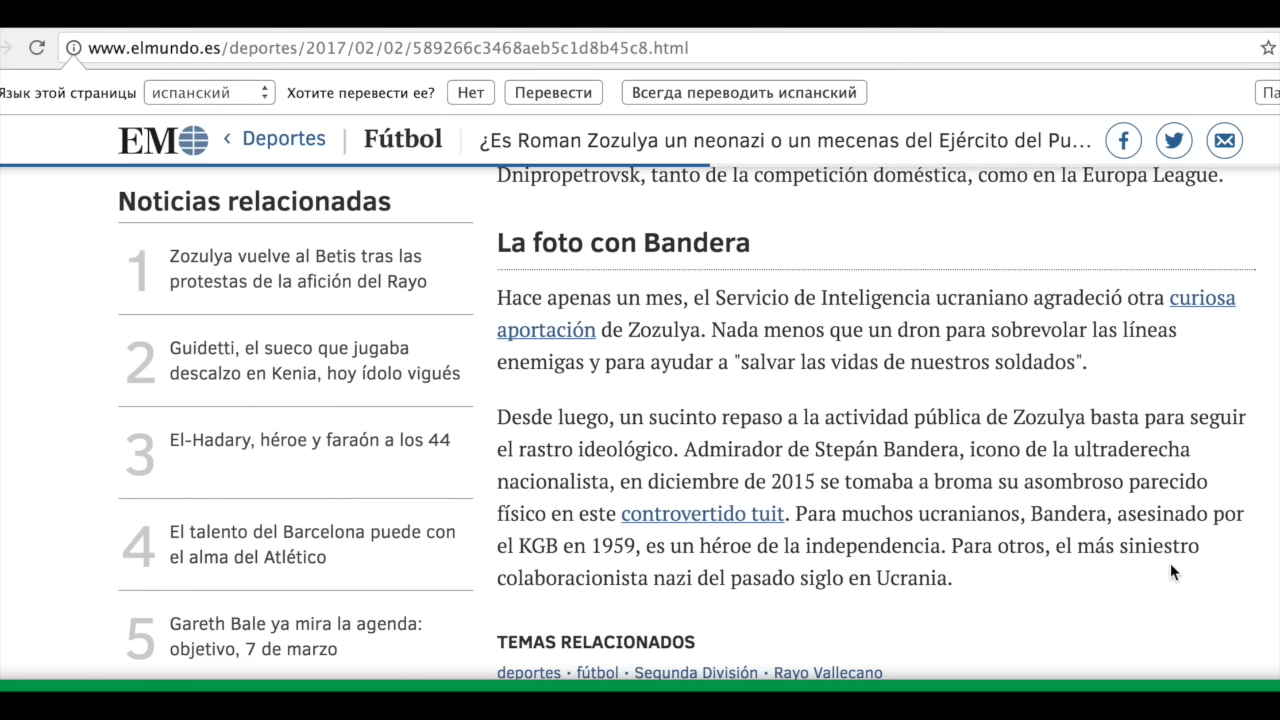 www.elmundo.es/deportes/2017/02/02/589266c3468aeb5c1d8b45c8.html
Язык этой страницы испанский Хотите перевести ее? Нет Перевести Всегда переводить испанский
EM ‹ Deportes | Fútbol ¿Es Roman Zozulya un neonazi o un mecenas del Ejército del Pu...
Noticias relacionadas
1 Zozulya vuelve al Betis tras las
protestas de la afición del Rayo
2 Guidetti, el sueco que jugaba
descalzo en Kenia, hoy ídolo vigués
3 El-Hadary, héroe y faraón a los 44
4 El talento del Barcelona puede con
el alma del Atlético
5 Gareth Bale ya mira la agenda:
objetivo, 7 de marzo
Dnipropetrovsk, tanto de la competición doméstica, como en la Europa League.
La foto con Bandera
Hace apenas un mes, el Servicio de Inteligencia ucraniano agradeció otra curiosa
aportación de Zozulya. Nada menos que un dron para sobrevolar las líneas
enemigas y para ayudar a "salvar las vidas de nuestros soldados".
Desde luego, un sucinto repaso a la actividad pública de Zozulya basta para seguir
el rastro ideológico. Admirador de Stepán Bandera, icono de la ultraderecha
nacionalista, en diciembre de 2015 se tomaba a broma su asombroso parecido
físico en este controvertido tuit. Para muchos ucranianos, Bandera, asesinado por
el KGB en 1959, es un héroe de la independencia. Para otros, el más siniestro
colaboracionista nazi del pasado siglo en Ucrania.
TEMAS RELACIONADOS
deportes · fútbol · Segunda División · Rayo Vallecano